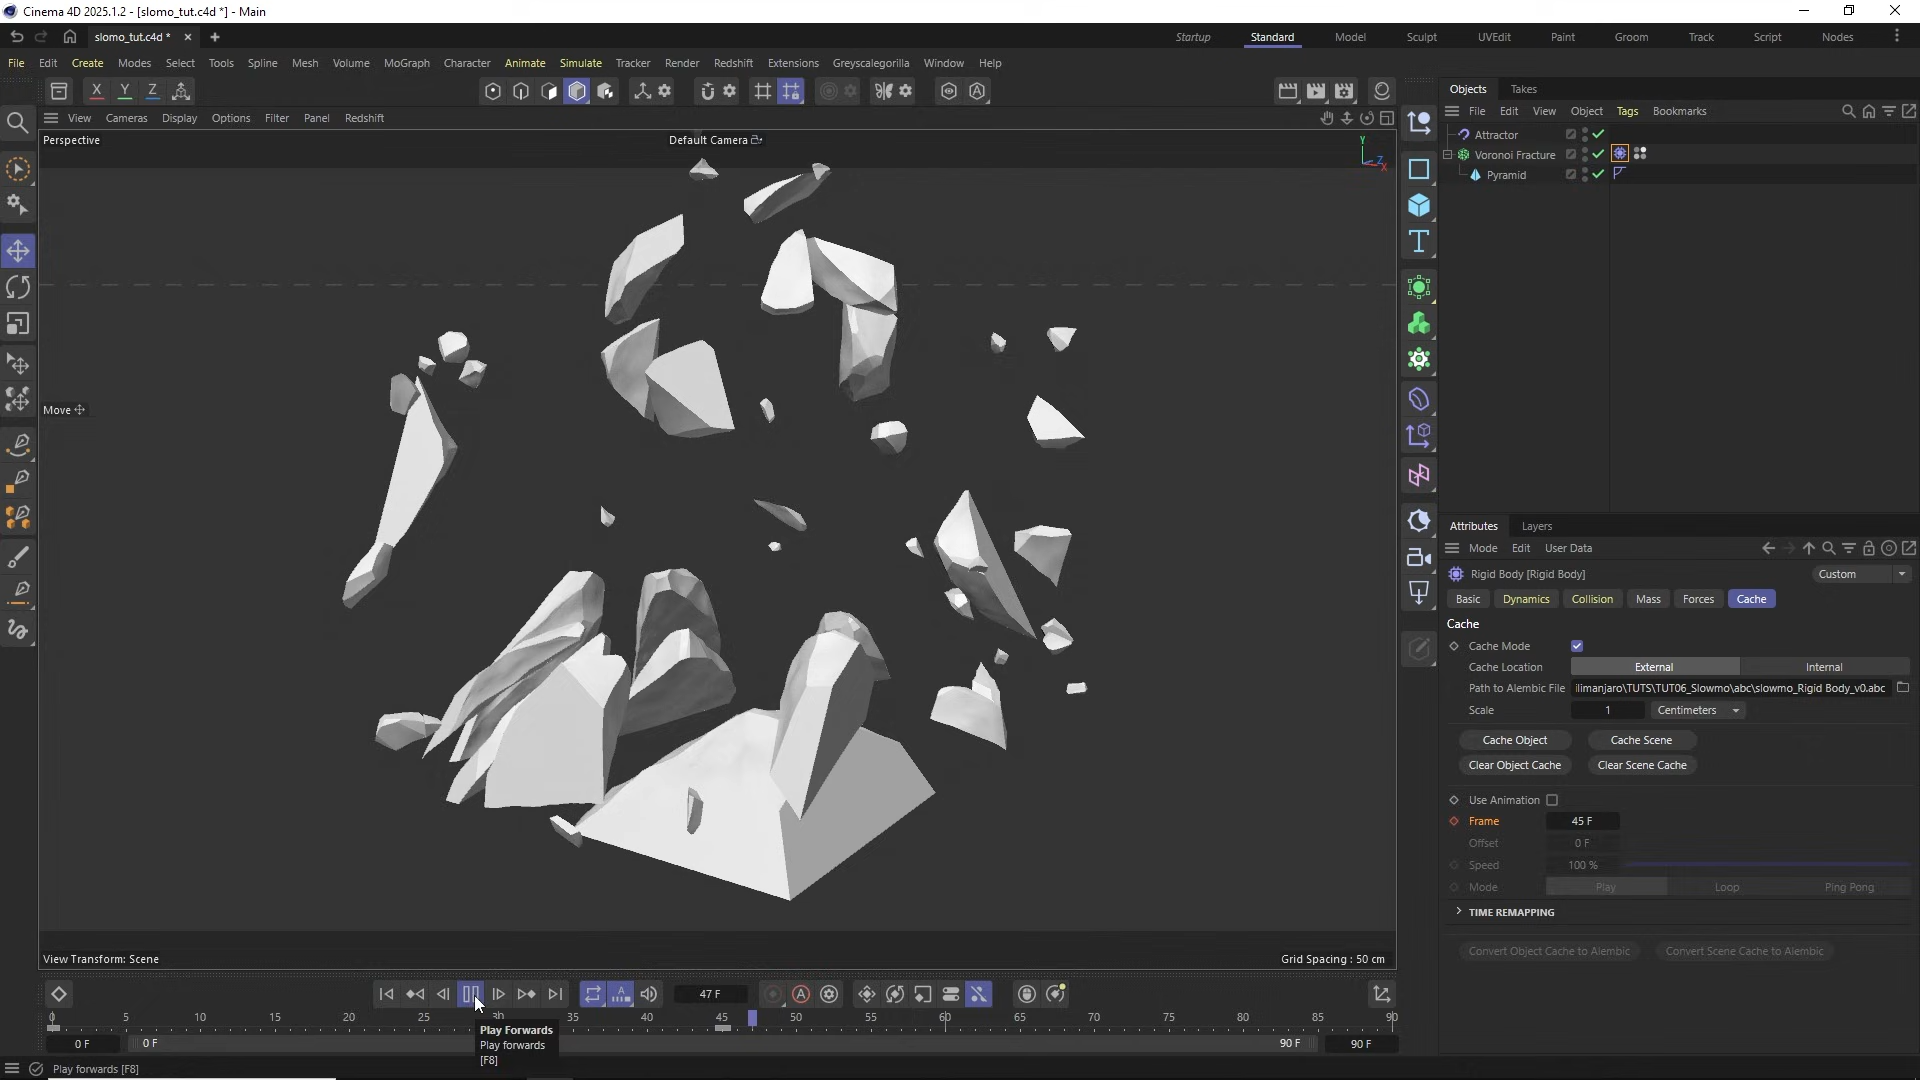 Cinema 4D 2025.1.2 - [slomo_tut.c4d *] - Main
slomo_tut.c4d *
Startup Standard Model Sculpt UVEdit Paint Groom Track Script Nodes
File Edit Create Modes Select Tools Spline Mesh Volume MoGraph Character Animate Simulate Tracker Render Redshift Extensions Greyscalegorilla Window Help
X Y Z
Objects Takes
View Cameras Display Options Filter Panel Redshift
File Edit View Object Tags Bookmarks
Perspective
Default Camera
Y
Z
X
Attractor
Voronoi Fracture
Pyramid
Move
Attributes Layers
Mode Edit User Data
Rigid Body [Rigid Body]
Custom
Basic Dynamics Collision Mass Forces Cache
Cache
Cache Mode
Cache Location External Internal
Path to Alembic File ilimanjaro\TUTS\TUT06_Slowmo\abc\slowmo_Rigid Body_v0.abc
Scale 1 Centimeters
Cache Object Cache Scene
Clear Object Cache Clear Scene Cache
Use Animation
Frame 45 F
Offset 0 F
Speed 100 %
Mode Play Loop Ping Pong
TIME REMAPPING
Convert Object Cache to Alembic Convert Scene Cache to Alembic
View Transform: Scene
Grid Spacing : 50 cm
47 F
0 5 10 15 20 25 30 35 40 45 50 55 60 65 70 75 80 85 90
Play Forwards
Play forwards
[F8]
0 F 0 F 90 F 90 F
Play forwards [F8]